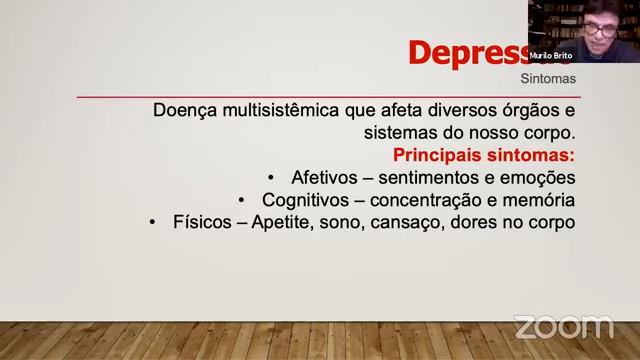 Murilo Brito
Sintomas
Doença multisistêmica que afeta diversos órgãos e
sistemas do nosso corpo.
Principais sintomas:
• Afetivos – sentimentos e emoções
• Cognitivos – concentração e memória
• Físicos – Apetite, sono, cansaço, dores no corpo
zoom